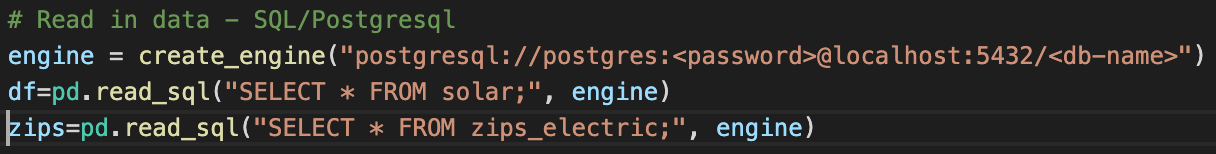 # Read in data - SQL/Postgresql
engine = create_engine("postgresql://postgres:<password>@localhost:5432/<db-name>")
df=pd.read_sql("SELECT * FROM solar;", engine)
zips=pd.read_sql("SELECT * FROM zips_electric;", engine)